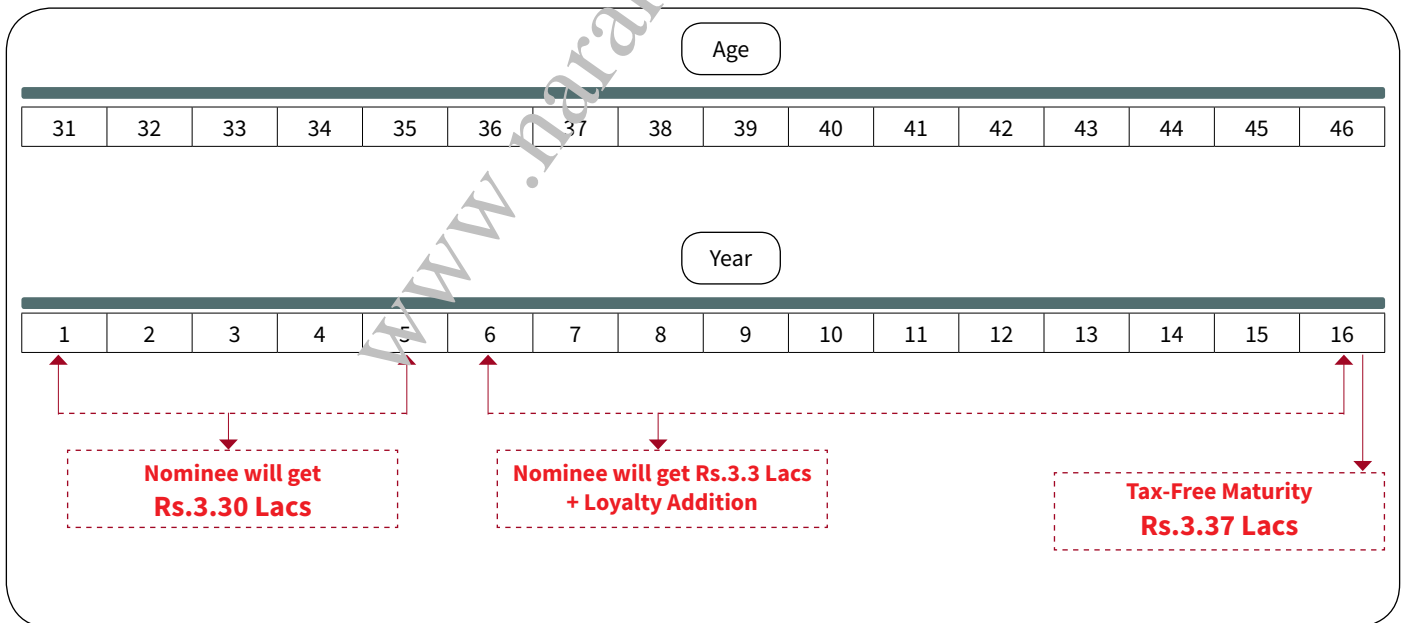 Age
31 32 33 34 35 36 37 38 39 40 41 42 43 44 45 46
Year
1 2 3 4 5 6 7 8 9 10 11 12 13 14 15 16
Nominee will get
Rs.3.30 Lacs
Nominee will get Rs.3.3 Lacs
+ Loyalty Addition
Tax-Free Maturity
Rs.3.37 Lacs